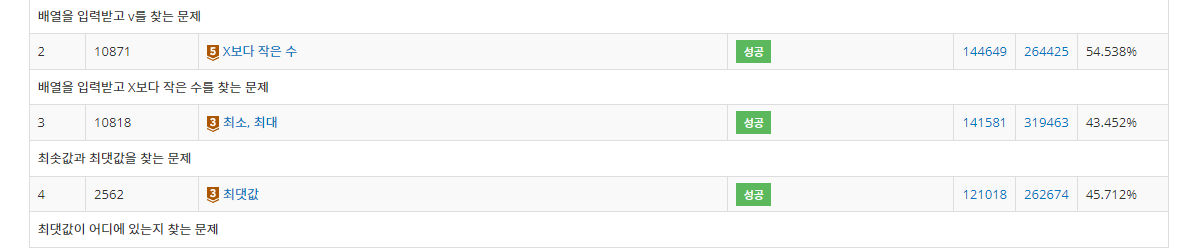 배열을 입력받고 v를 찾는 문제
2 10871 5 X보다 작은 수 성공 144649 264425 54.538%
배열을 입력받고 X보다 작은 수를 찾는 문제
3 10818 3 최소, 최대 성공 141581 319463 43.452%
최솟값과 최댓값을 찾는 문제
4 2562 3 최댓값 성공 121018 262674 45.712%
최댓값이 어디에 있는지 찾는 문제